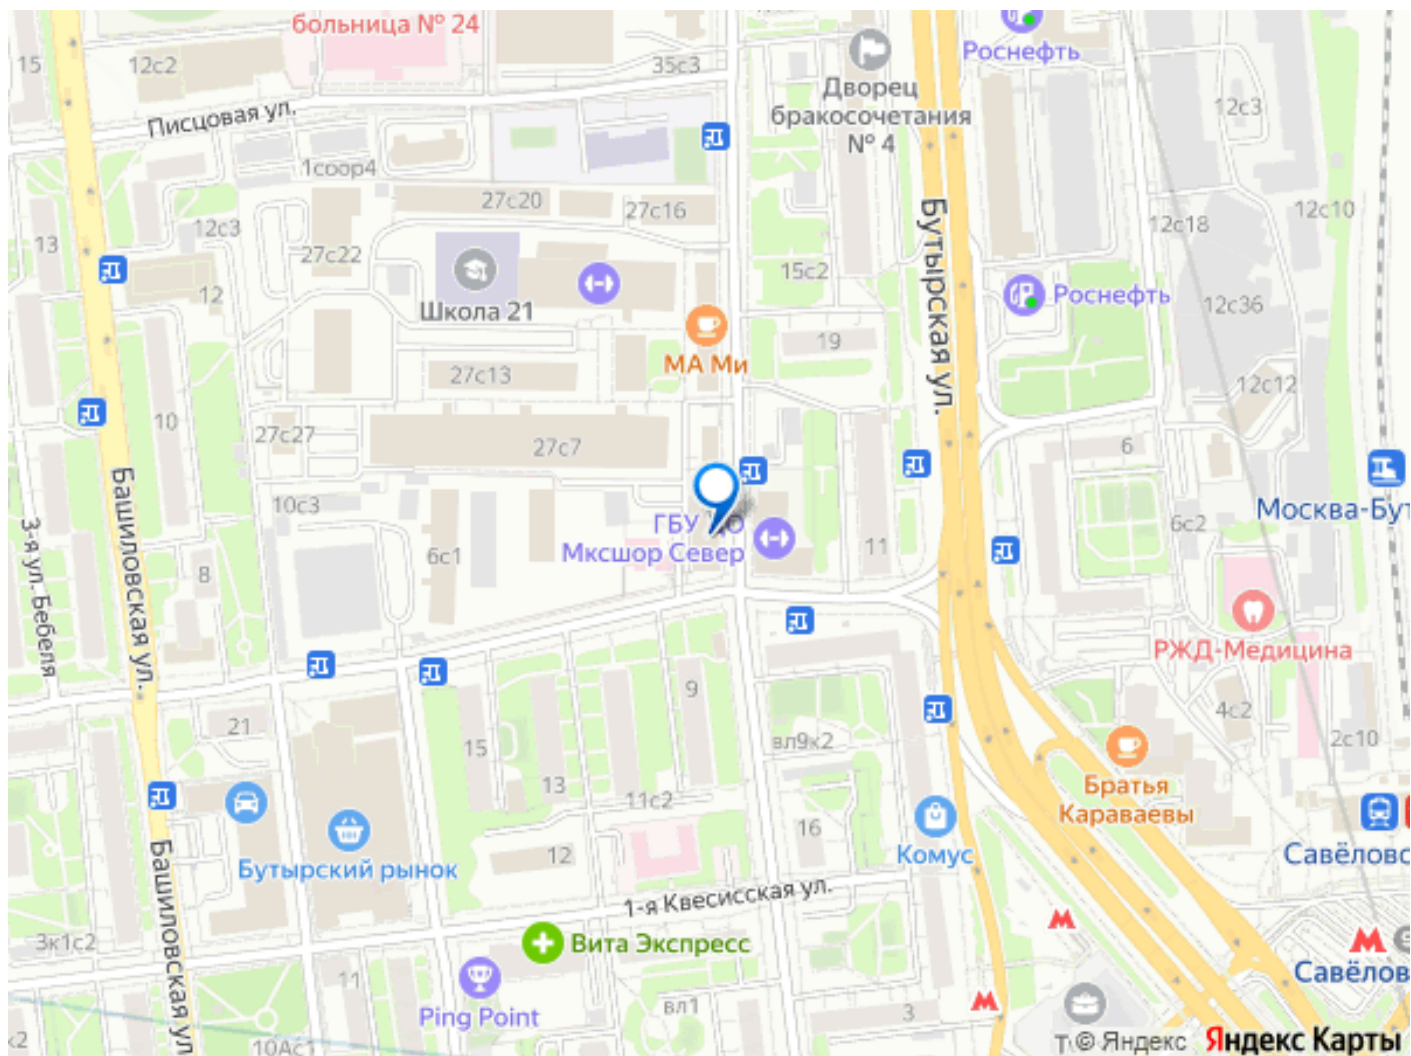 больница № 24
15
12с2
35с3
Роснефть
Дворец
бракосочетания
№ 4
12с3
Писцовая ул.
1соор4
27с20
27с16
12с18
12с10
13
12с3
27с22
Школа 21
15с2
Бутырская ул.
Роснефть
12с36
12
МА Ми
19
27с13
12с12
10
27с27
27с7
6
Башиловская ул.
10с3
Москва-Бут
3-я ул. Бебеля
6с1
ГБУ
Мксшор Север
11
6с2
8
РЖД-Медицина
9
4с2
21
15
вл9к2
2с10
13
11с2
Братья
Караваевы
16
Бутырский рынок
12
Комус
Савёловс
Башиловская ул
1-я Квесисская ул.
3к1с2
Вита Экспресс
11
Савёлов
Ping Point
вл1
3
к2
10Ас1
© Яндекс
Яндекс Карты